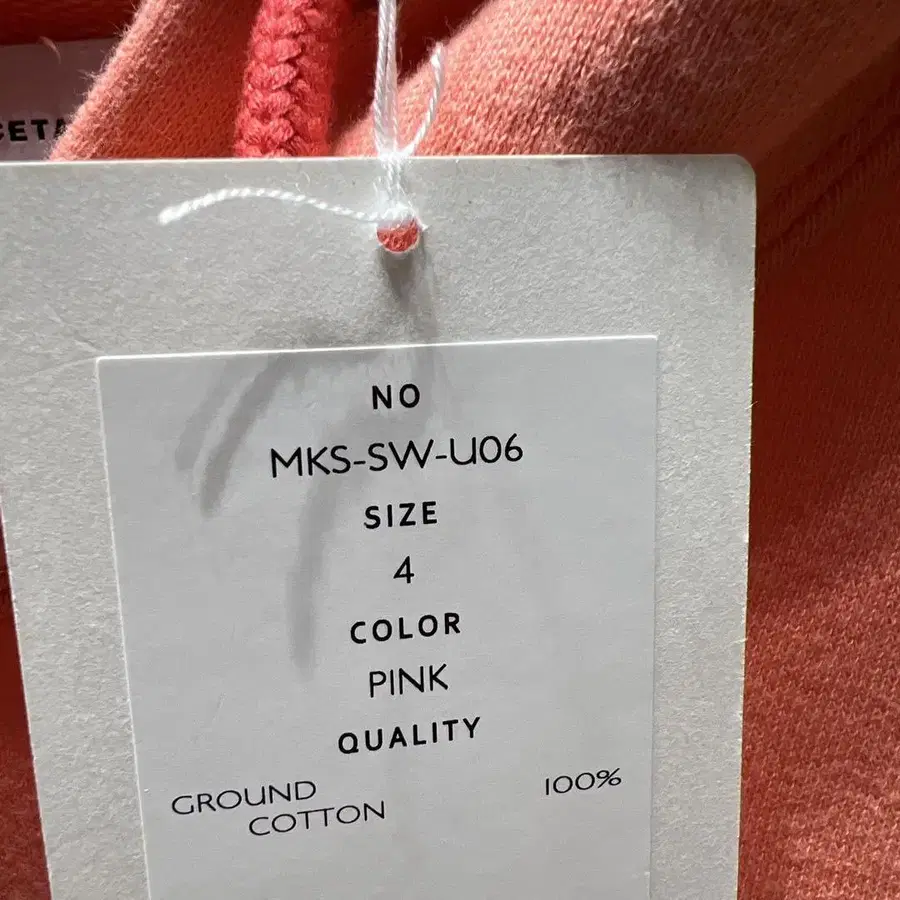 NO
MKS-SW-U06
SIZE
4
COLOR
PINK
QUALITY
GROUND
COTTON 100%